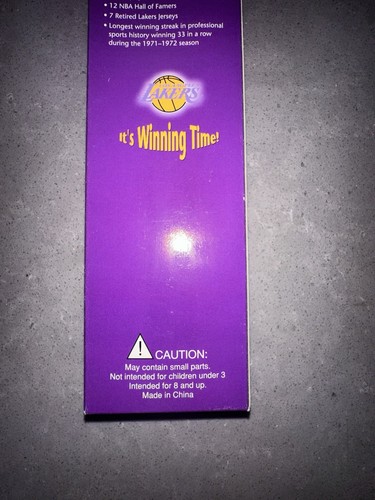 • 12 NBA Hall of Famers
• 7 Retired Lakers Jerseys
• Longest winning streak in professional
sports history winning 33 in a row
during the 1971–1972 season
LAKERS
It's Winning Time!
! CAUTION:
May contain small parts.
Not intended for children under 3
Intended for 8 and up.
Made in China